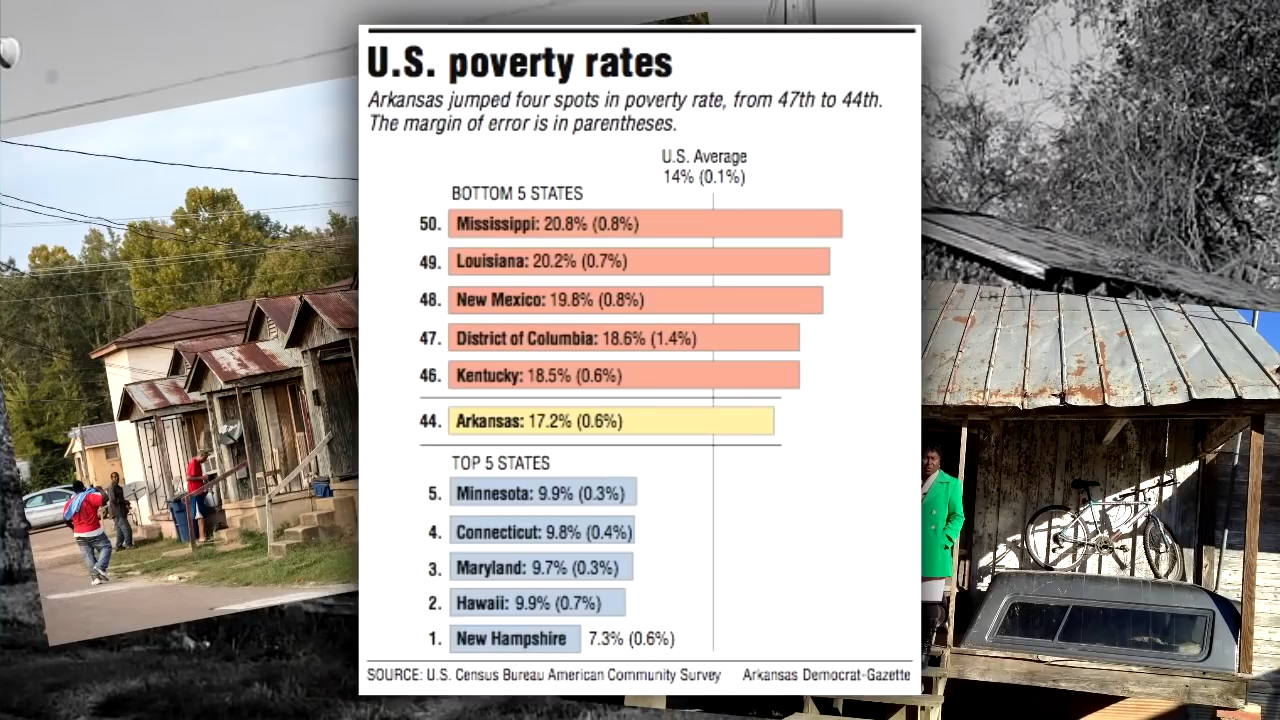 U.S. poverty rates
Arkansas jumped four spots in poverty rate, from 47th to 44th.
The margin of error is in parentheses.
U.S. Average
14% (0.1%)
BOTTOM 5 STATES
50. Mississippi: 20.8% (0.8%)
49. Louisiana: 20.2% (0.7%)
48. New Mexico: 19.8% (0.8%)
47. District of Columbia: 18.6% (1.4%)
46. Kentucky: 18.5% (0.6%)
44. Arkansas: 17.2% (0.6%)
TOP 5 STATES
5. Minnesota: 9.9% (0.3%)
4. Connecticut: 9.8% (0.4%)
3. Maryland: 9.7% (0.3%)
2. Hawaii: 9.9% (0.7%)
1. New Hampshire 7.3% (0.6%)
SOURCE: U.S. Census Bureau American Community Survey Arkansas Democrat-Gazette